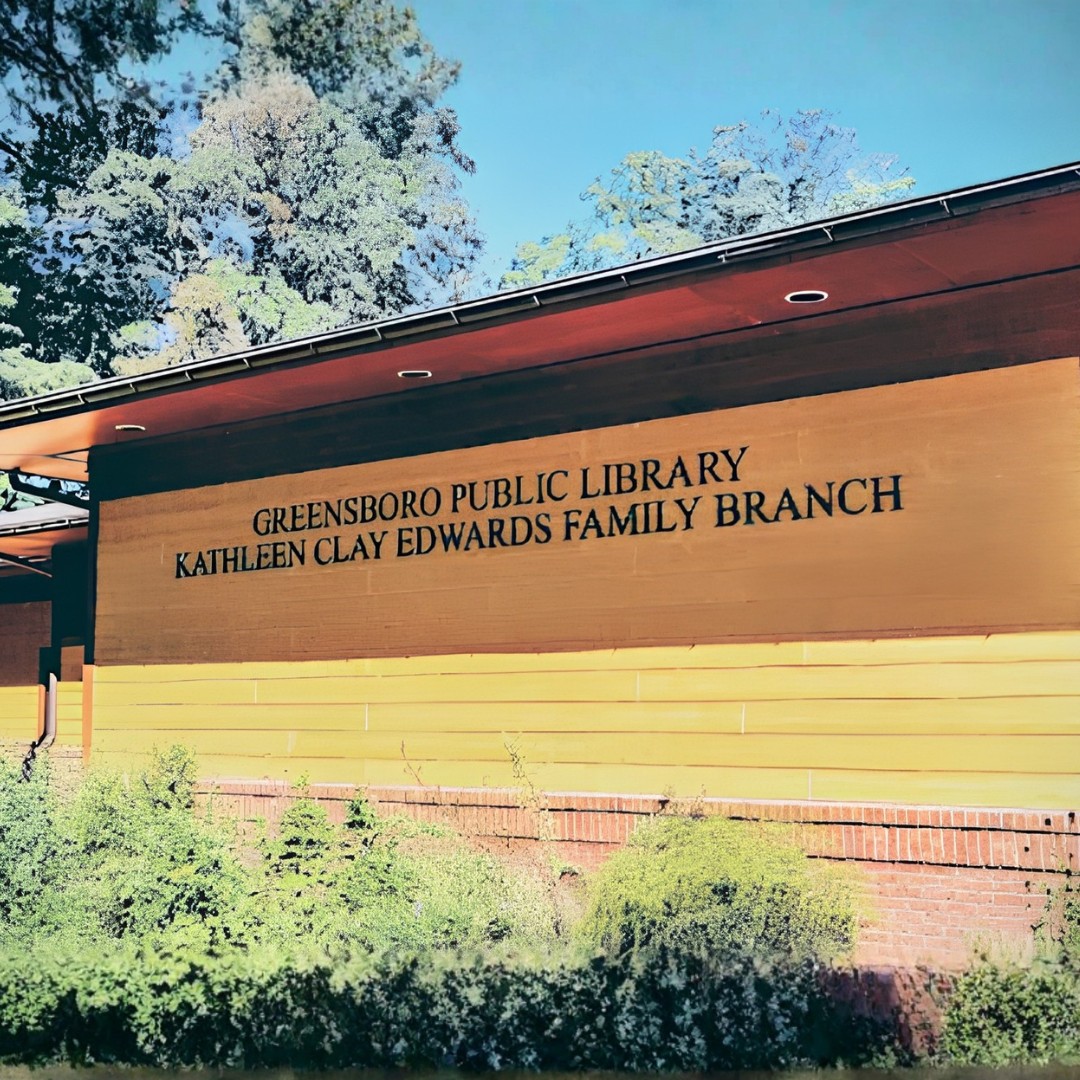 GREENSBORO PUBLIC LIBRARY
KATHLEEN CLAY EDWARDS FAMILY BRANCH